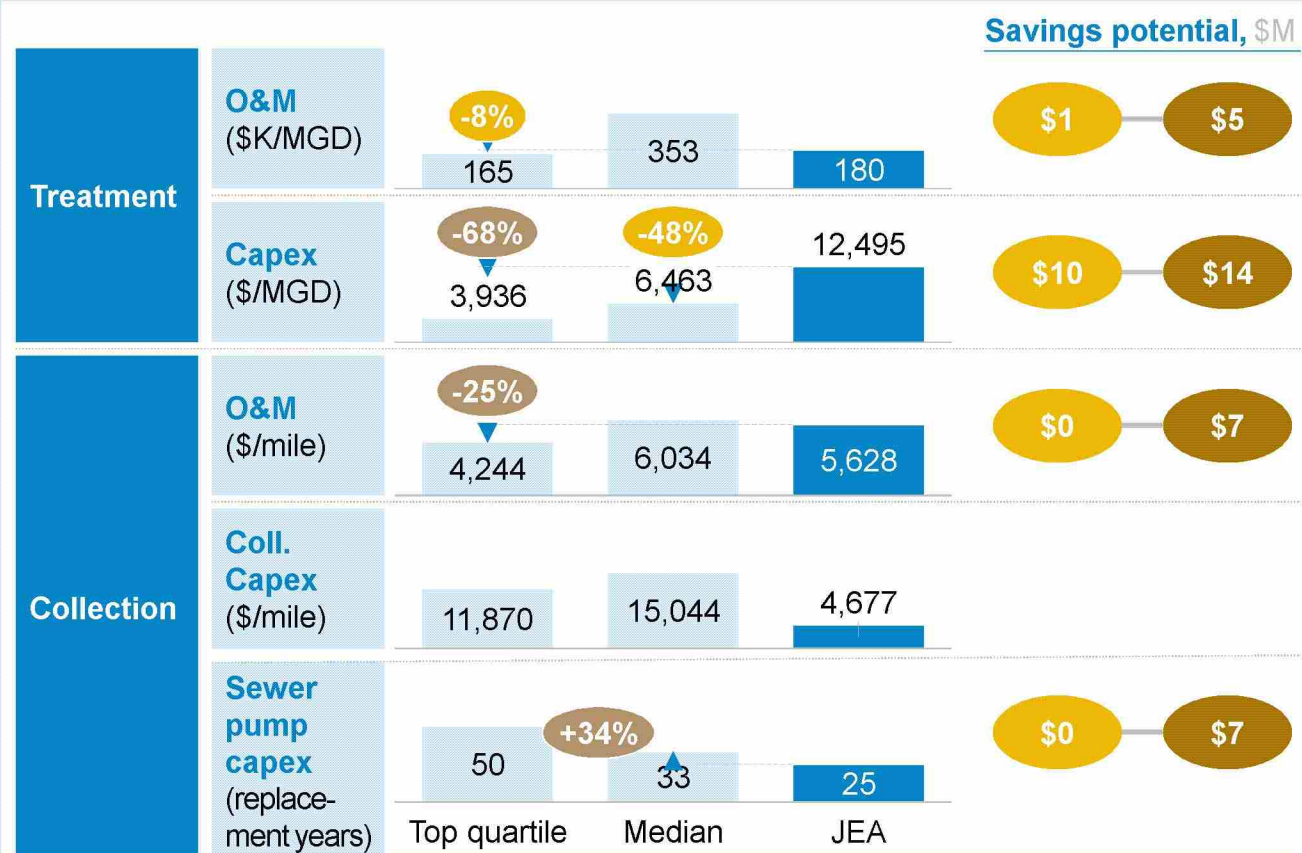 Savings potential, $M
Treatment
O&M
($K/MGD)
-8%
165
353
180
$1
$5
Capex
($/MGD)
-68%
-48%
3,936
6,463
12,495
$10
$14
Collection
O&M
($/mile)
-25%
4,244
6,034
5,628
$0
$7
Coll.
Capex
($/mile)
11,870
15,044
4,677
Sewer
pump
capex
(replace-
ment years)
+34%
50
33
25
$0
$7
Top quartile
Median
JEA